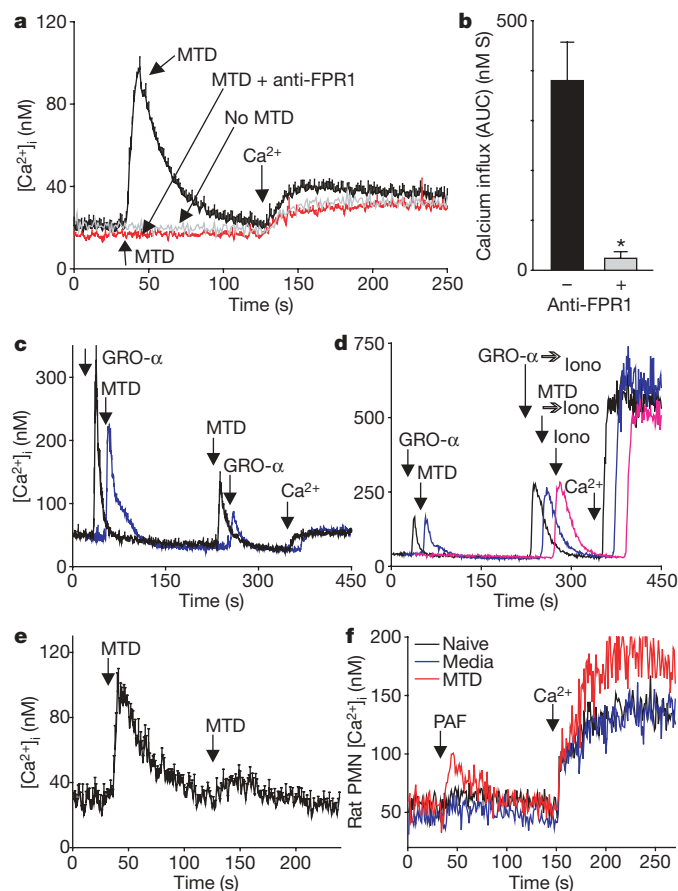 a
120
80
40
0
[Ca²⁺]ᵢ (nM)
MTD
MTD + anti-FPR1
No MTD
Ca²⁺
MTD
0 50 100 150 200 250
Time (s)
b
500
0
Calcium influx (AUC) (nM S)
*
− +
Anti-FPR1
c
300
200
100
0
[Ca²⁺]ᵢ (nM)
GRO-α
MTD
MTD
GRO-α
Ca²⁺
0 150 300 450
Time (s)
d
750
500
250
0
GRO-α
MTD
GRO-α Iono
MTD
Iono
Iono
Ca²⁺
0 150 300 450
Time (s)
e
120
80
40
0
[Ca²⁺]ᵢ (nM)
MTD
MTD
0 50 100 150 200
Time (s)
f
200
150
100
50
Rat PMN [Ca²⁺]ᵢ (nM)
Naive
Media
MTD
PAF
Ca²⁺
0 50 100 150 200 250
Time (s)